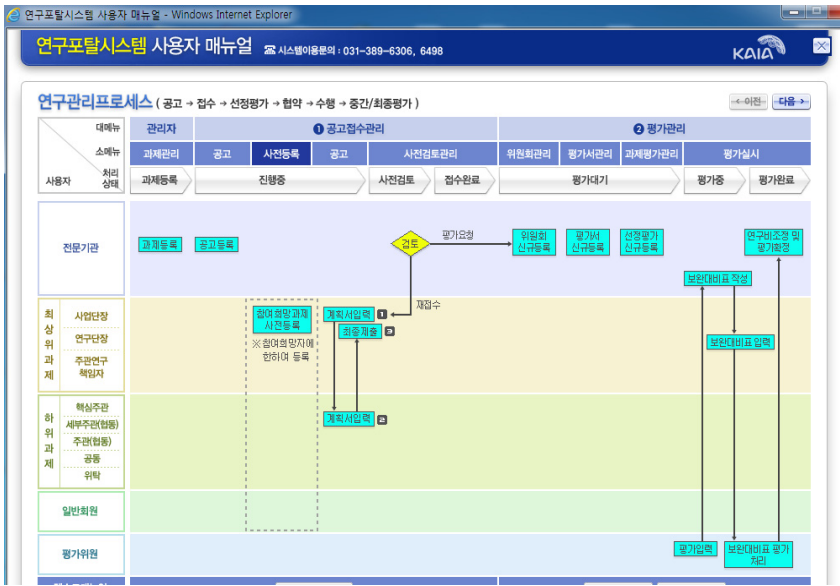 연구포탈시스템 사용자 매뉴얼 - Windows Internet Explorer
연구포탈시스템 사용자 매뉴얼 ☎ 시스템이용문의 : 031-389-6306, 6498
KAIA
연구관리프로세스 ( 공고 → 접수 → 선정평가 → 협약 → 수행 → 중간/최종평가 )
← 이전 다음 →
대메뉴 관리자 ❶ 공고접수관리 ❷ 평가관리
소메뉴 과제관리 공고 사전등록 공고 사전검토관리 위원회관리 평가서관리 과제평가관리 평가실시
사용자 처리
상태 과제등록 진행중 사전검토 접수완료 평가대기 평가중 평가완료
전문기관
과제등록 공고등록 검토 평가요청
위원회
신규등록
평가서
신규등록
선정평가
신규등록
연구비조정 및
평가확정
보완대비표 작성
재접수
최상위과제
사업단장
연구단장
주관연구
책임자
참여희망과제
사전등록
※ 참여희망자에
한하여 등록
계획서입력 1
최종제출 3
보완대비표 입력
하위과제
핵심주관
세부주관(협동)
주관(협동)
공동
위탁
계획서입력 2
일반회원
평가위원
평가입력
보완대비표 평가
처리